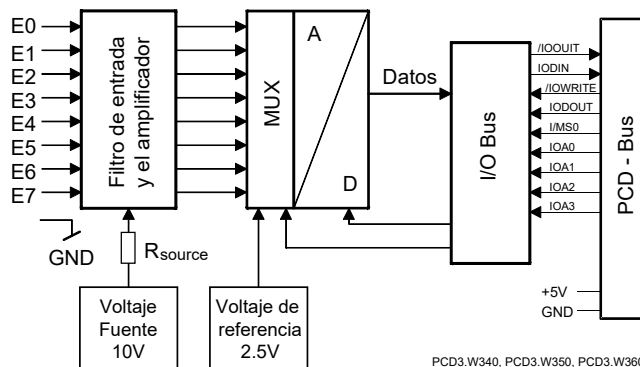 E0
E1
E2
E3
E4
E5
E6
E7
GND
Filtro de entrada
y el amplificador
Rsource
Voltaje
Fuente
10V
MUX
A
D
Voltaje de
referencia
2.5V
Datos
I/O Bus
/IOOUIT
IODIN
/IOWRITE
IODOUT
I/MS0
IOA0
IOA1
IOA2
IOA3
+5V
GND
PCD - Bus
PCD3.W340, PCD3.W350, PCD3.W360